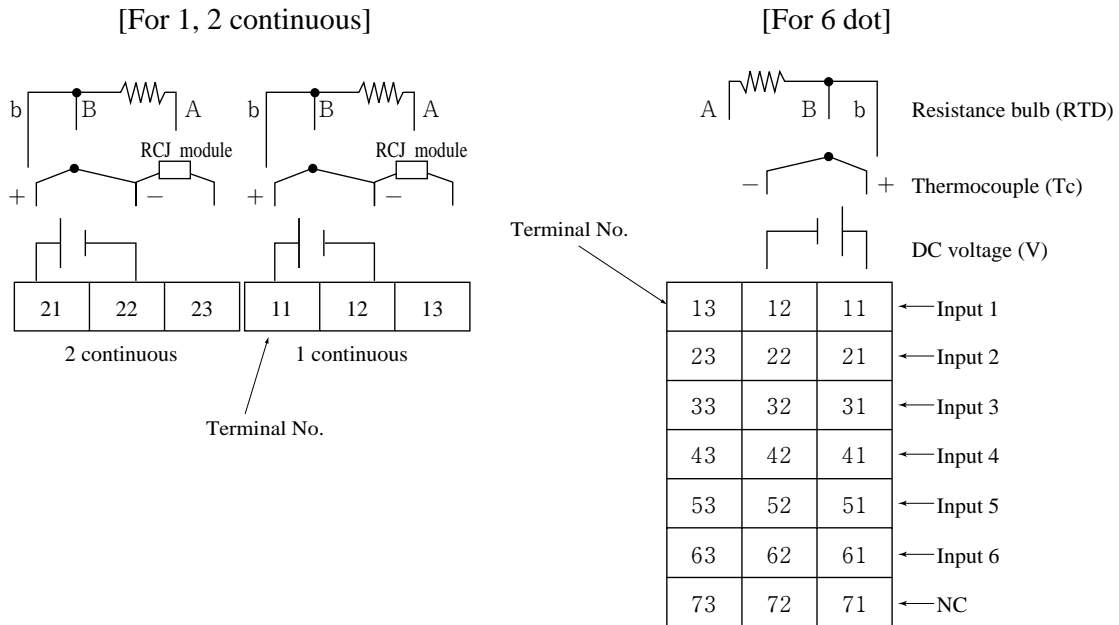 [For 1, 2 continuous]
b B A b B A
RCJ module RCJ module
+ − + −
21 22 23 11 12 13
2 continuous 1 continuous
Terminal No.
[For 6 dot]
A B b Resistance bulb (RTD)
− + Thermocouple (Tc)
Terminal No.
DC voltage (V)
13 12 11 Input 1
23 22 21 Input 2
33 32 31 Input 3
43 42 41 Input 4
53 52 51 Input 5
63 62 61 Input 6
73 72 71 NC